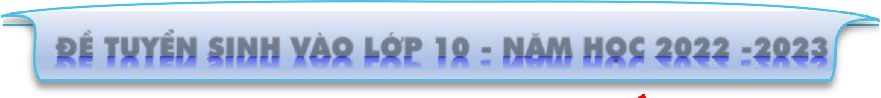 ĐỀ TUYỂN SINH VÀO LỚP 10 - NĂM HỌC 2022 -2023